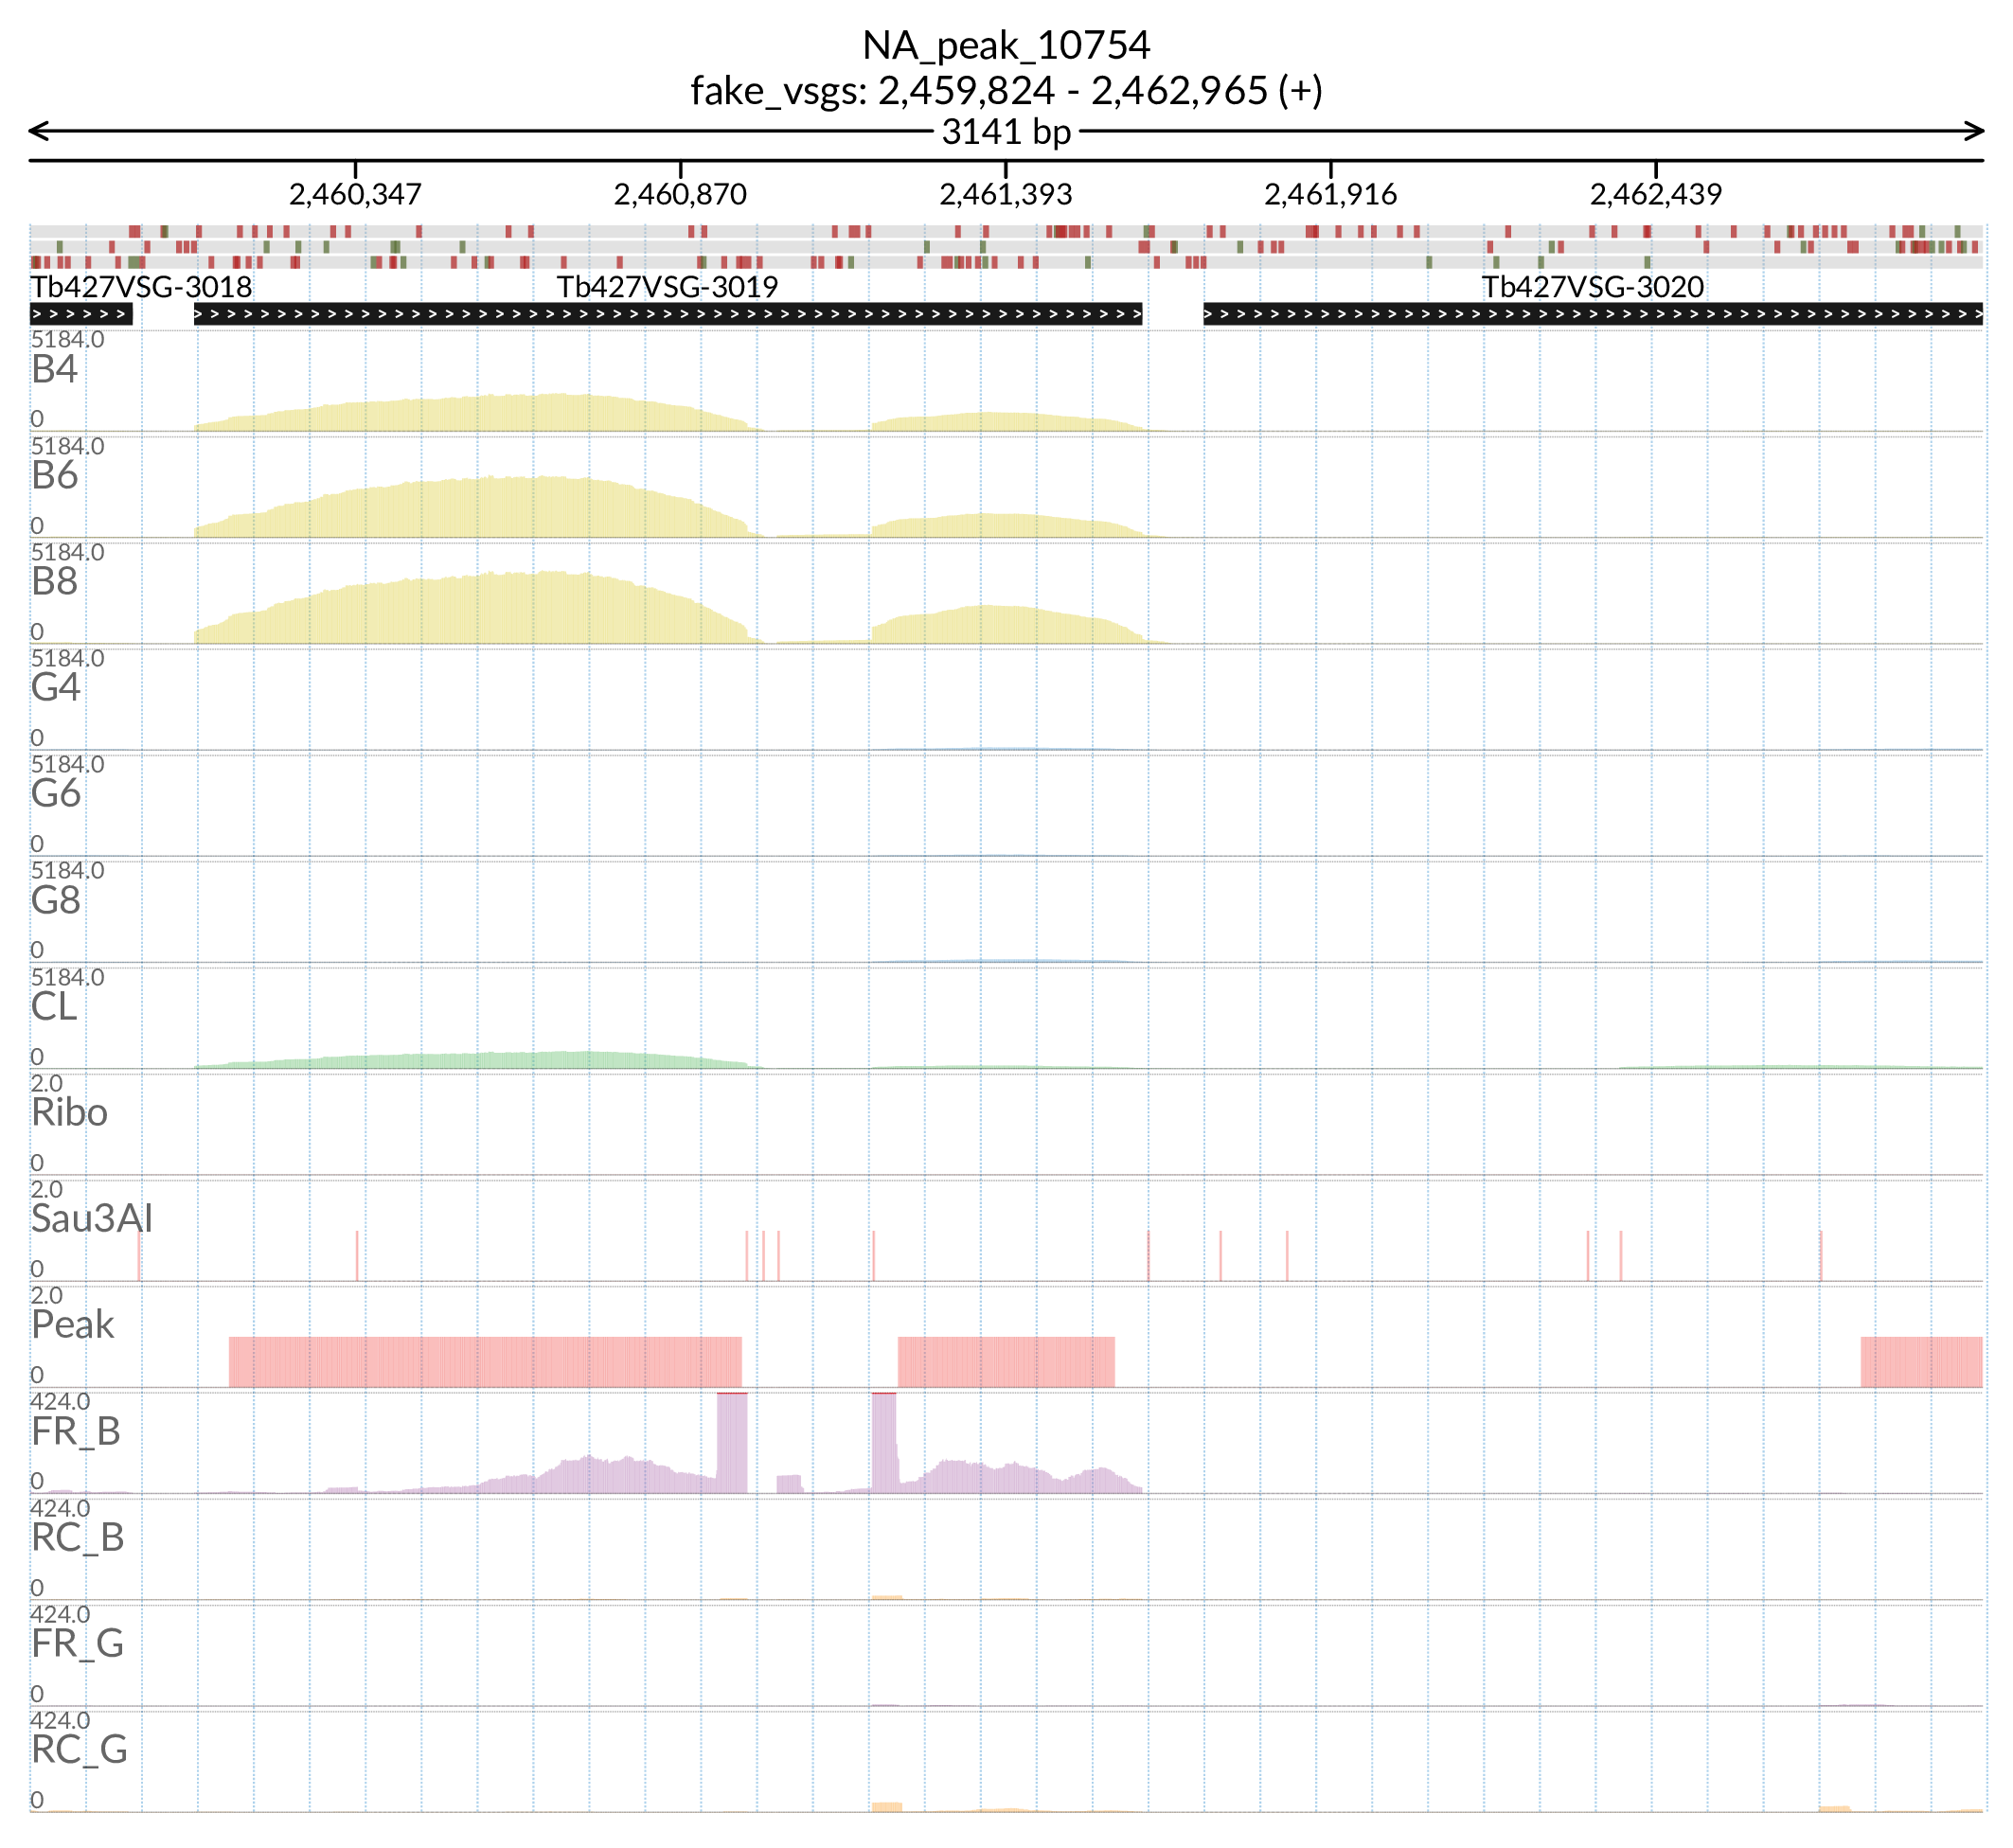 NA_peak_10754
fake_vsgs: 2,459,824 - 2,462,965 (+)
3141 bp
2,460,347 2,460,870 2,461,393 2,461,916 2,462,439
Tb427VSG-3018 Tb427VSG-3019 Tb427VSG-3020
5184.0
B4
0
5184.0
B6
0
5184.0
B8
0
5184.0
G4
0
5184.0
G6
0
5184.0
G8
0
5184.0
CL
0
2.0
Ribo
0
2.0
Sau3AI
0
2.0
Peak
0
424.0
FR_B
0
424.0
RC_B
0
424.0
FR_G
0
424.0
RC_G
0